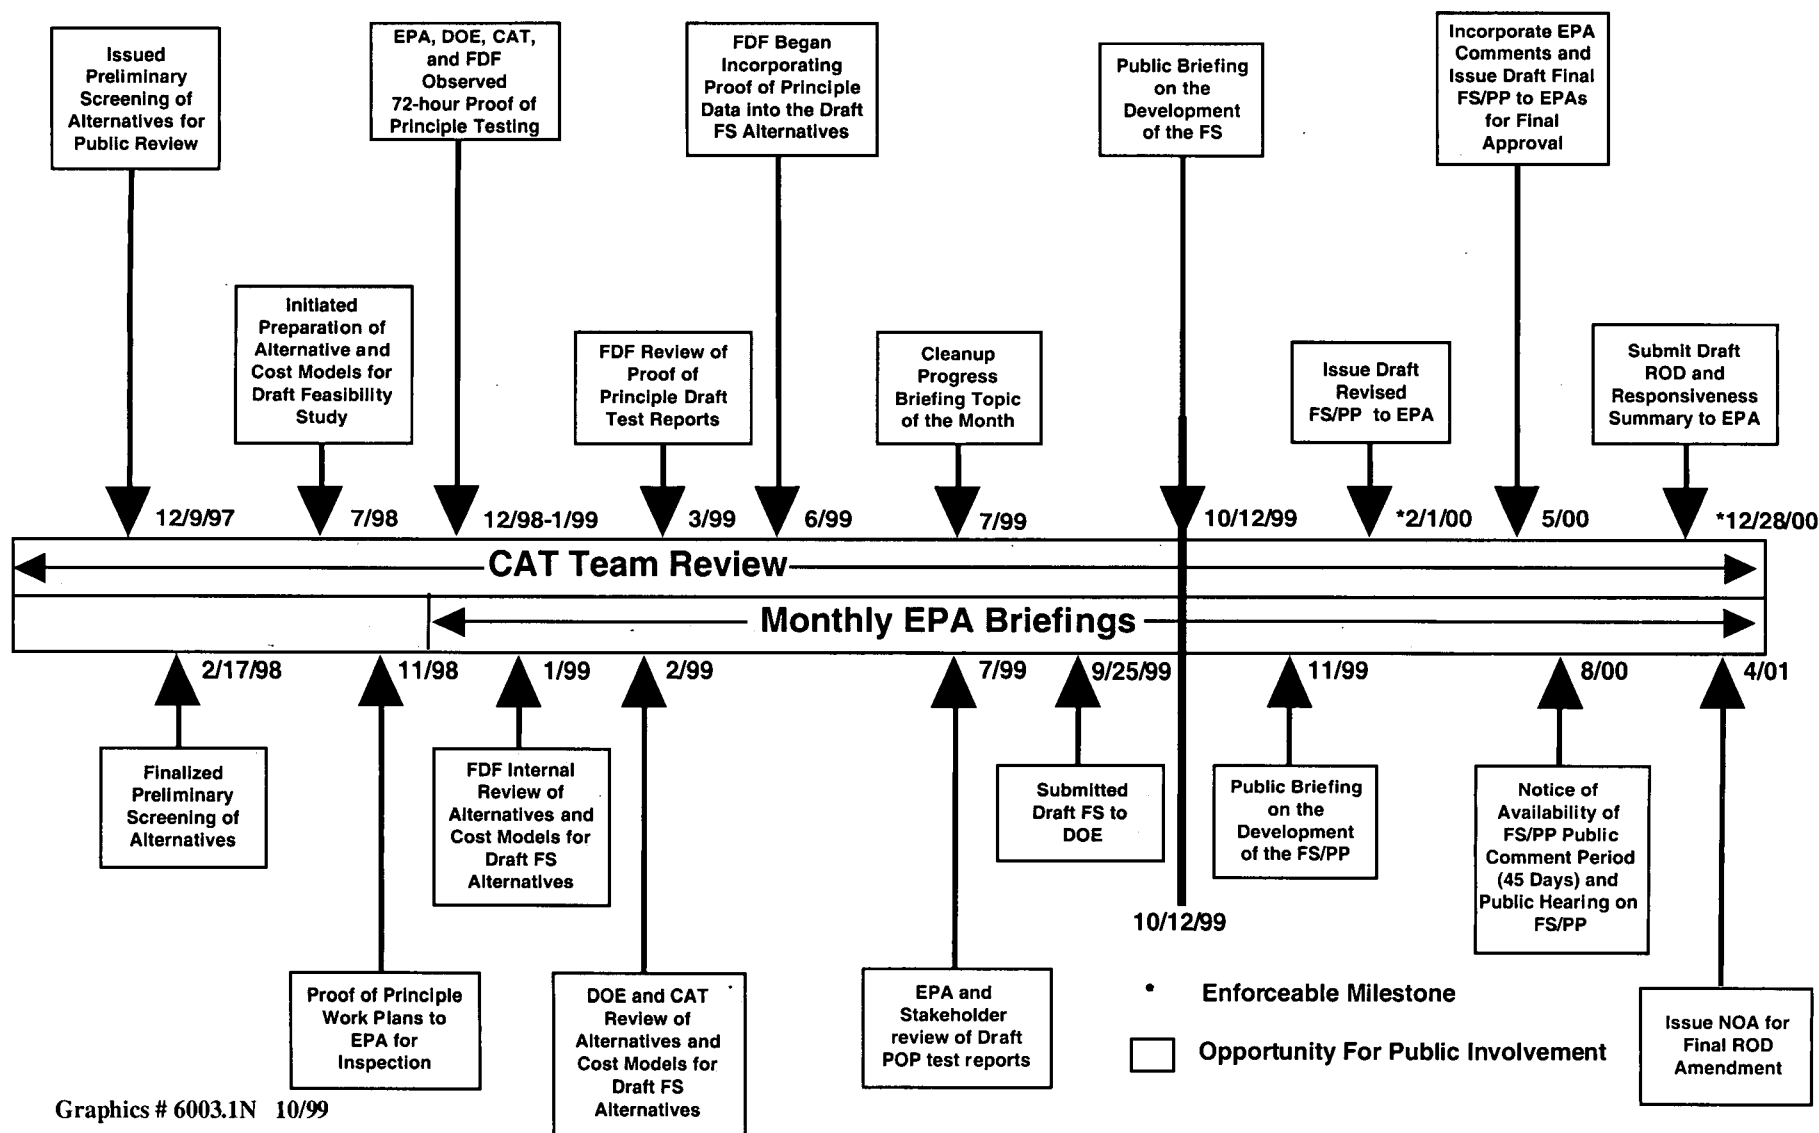 Issued
Preliminary
Screening of
Alternatives for
Public Review
EPA, DOE, CAT,
and FDF
Observed
72-hour Proof of
Principle Testing
FDF Began
Incorporating
Proof of Principle
Data into the Draft
FS Alternatives
Public Briefing
on the
Development
of the FS
Incorporate EPA
Comments and
Issue Draft Final
FS/PP to EPAs
for Final
Approval
Initiated
Preparation of
Alternative and
Cost Models for
Draft Feasibility
Study
FDF Review of
Proof of
Principle Draft
Test Reports
Cleanup
Progress
Briefing Topic
of the Month
Issue Draft
Revised
FS/PP to EPA
Submit Draft
ROD and
Responsiveness
Summary to EPA
12/9/97
7/98
12/98-1/99
3/99
6/99
7/99
10/12/99
*2/1/00
5/00
*12/28/00
CAT Team Review
Monthly EPA Briefings
2/17/98
11/98
1/99
2/99
7/99
9/25/99
11/99
8/00
4/01
Finalized
Preliminary
Screening of
Alternatives
FDF Internal
Review of
Alternatives and
Cost Models for
Draft FS
Alternatives
Submitted
Draft FS to
DOE
Public Briefing
on the
Development
of the FS/PP
Notice of
Availability of
FS/PP Public
Comment Period
(45 Days) and
Public Hearing on
FS/PP
10/12/99
Proof of Principle
Work Plans to
EPA for
Inspection
DOE and CAT
Review of
Alternatives and
Cost Models for
Draft FS
Alternatives
EPA and
Stakeholder
review of Draft
POP test reports
* Enforceable Milestone
Opportunity For Public Involvement
Issue NOA for
Final ROD
Amendment
Graphics # 6003.1N 10/99